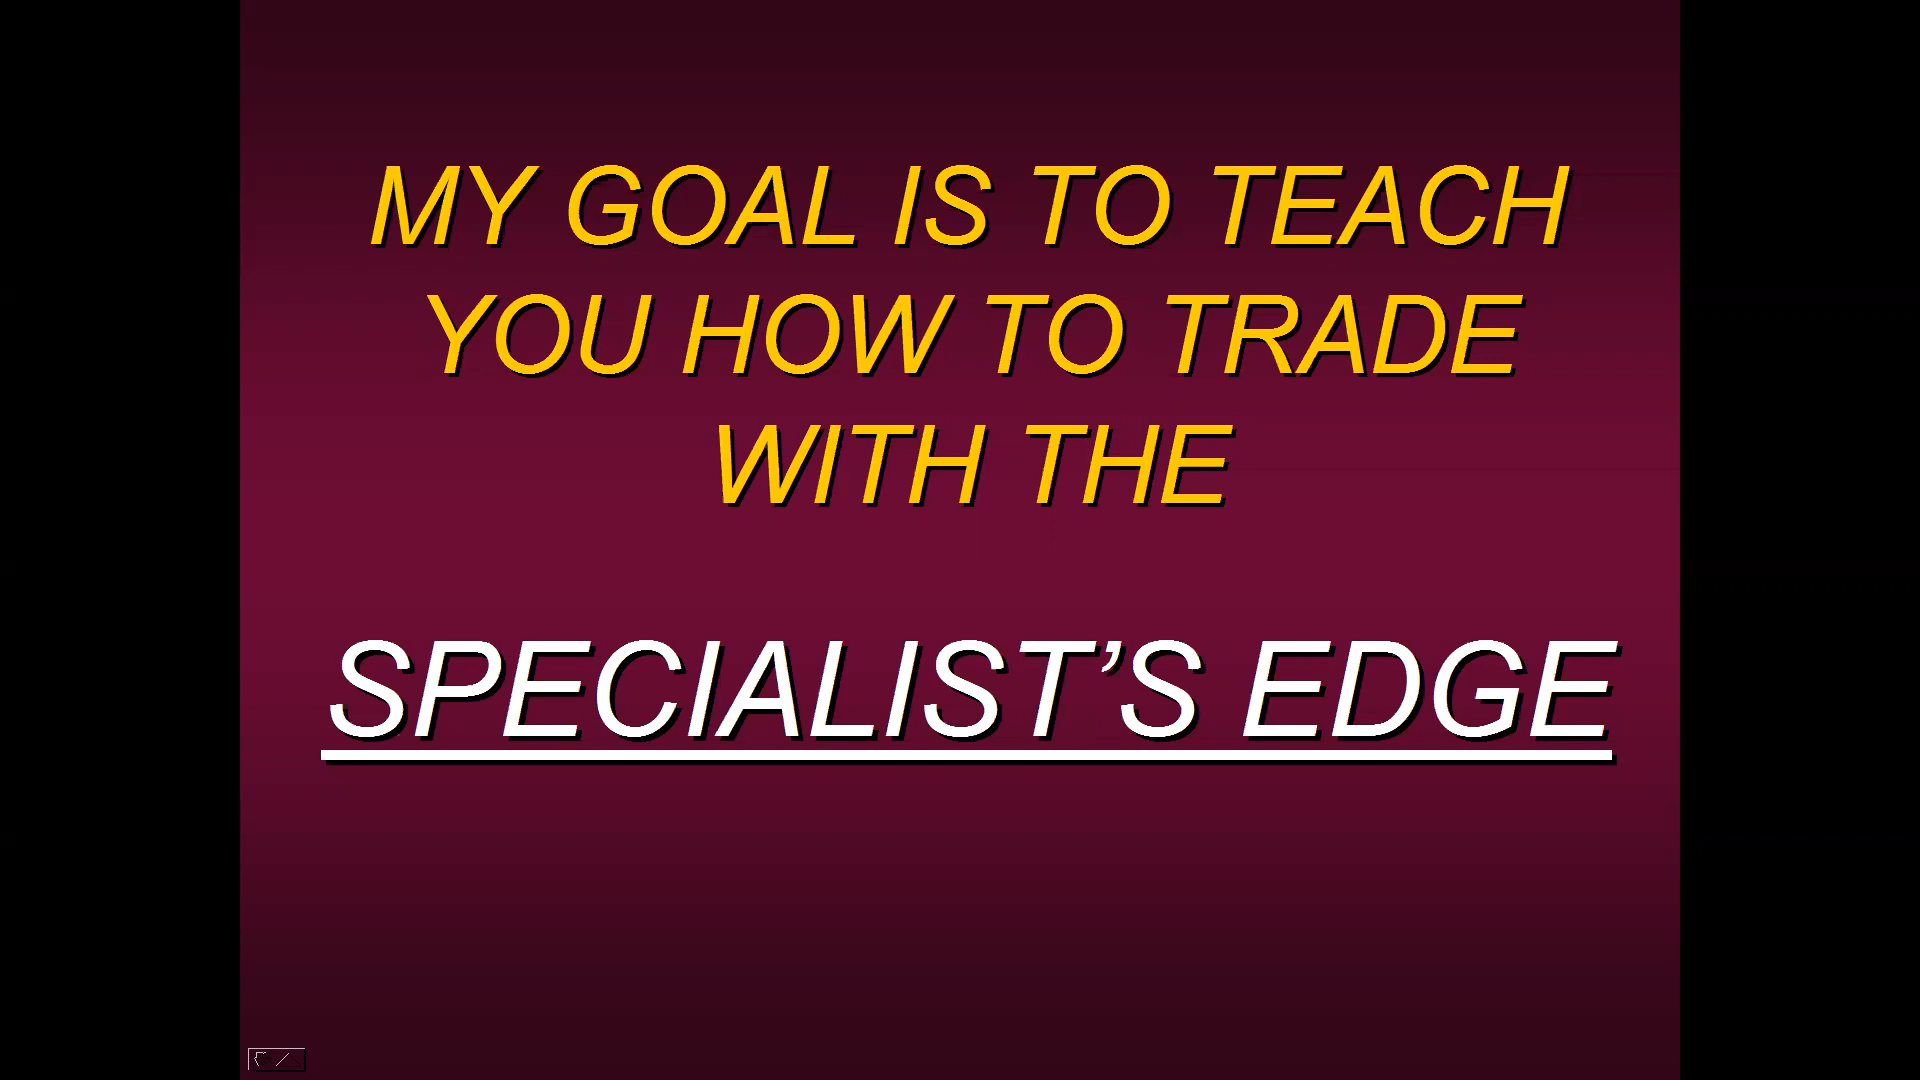 MY GOAL IS TO TEACH
YOU HOW TO TRADE
WITH THE
SPECIALIST’S EDGE